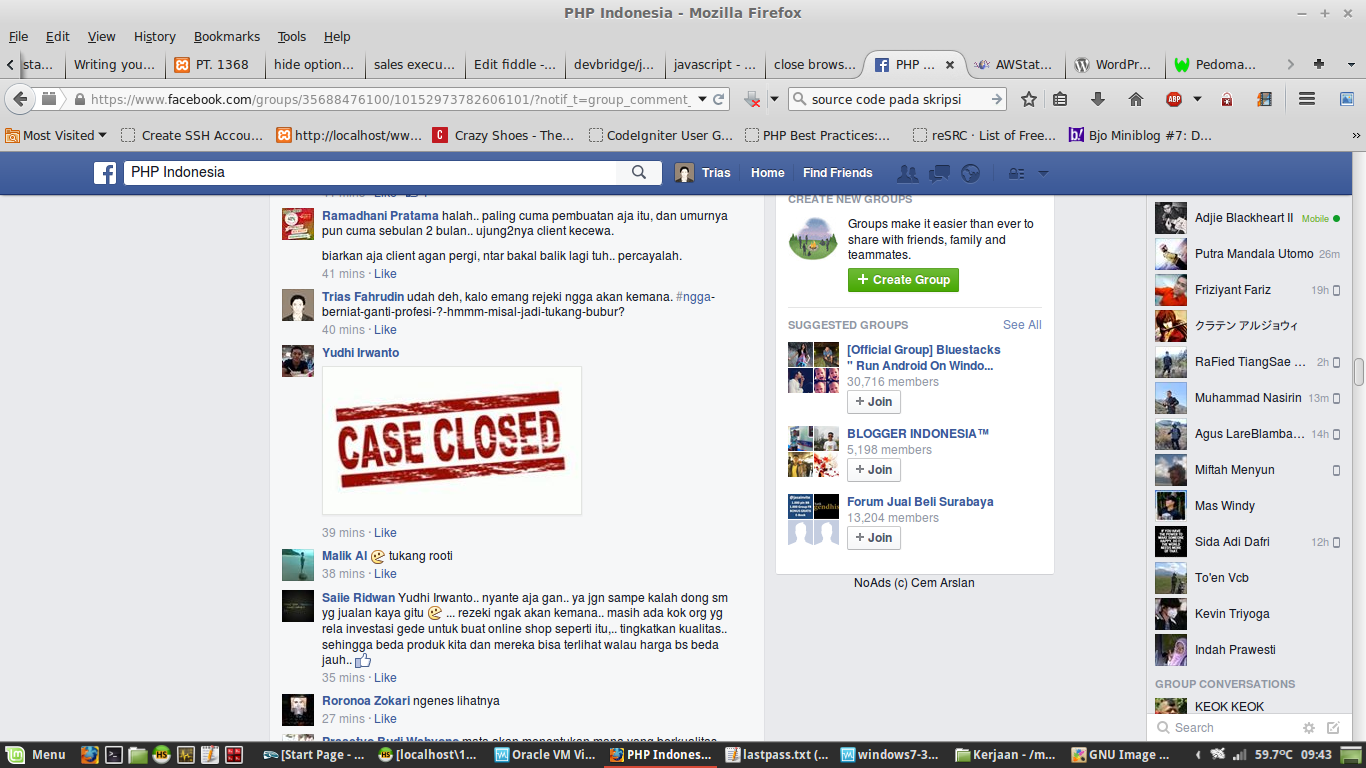 PHP Indonesia - Mozilla Firefox
File Edit View History Bookmarks Tools Help
sta... Writing you... PT. 1368 hide option... sales execu... Edit fiddle -... devbridge/j... javascript - ... close brows... PHP ... AWStat... WordPr... Pedoma...
https://www.facebook.com/groups/35688476100/10152973782606101/?notif_t=group_comment_
source code pada skripsi
ABP
Most Visited Create SSH Accou... http://localhost/ww... Crazy Shoes - The... CodeIgniter User G... PHP Best Practices:... reSRC · List of Free... Bjo Miniblog #7: D...
PHP Indonesia
Trias Home Find Friends
Ramadhani Pratama halah.. paling cuma pembuatan aja itu, dan umurnya
pun cuma sebulan 2 bulan.. ujung2nya client kecewa.
biarkan aja client agan pergi, ntar bakal balik lagi tuh.. percayalah.
41 mins · Like
Trias Fahrudin udah deh, kalo emang rejeki ngga akan kemana. #ngga-
berniat-ganti-profesi-?-hmmm-misal-jadi-tukang-bubur?
40 mins · Like
Yudhi Irwanto
CASE CLOSED
39 mins · Like
Malik Al tukang rooti
38 mins · Like
Saiie Ridwan Yudhi Irwanto.. nyante aja gan.. ya jgn sampe kalah dong sm
yg jualan kaya gitu ... rezeki ngak akan kemana.. masih ada kok org yg
rela investasi gede untuk buat online shop seperti itu,.. tingkatkan kualitas..
sehingga beda produk kita dan mereka bisa terlihat walau harga bs beda
jauh..
35 mins · Like
Roronoa Zokari ngenes lihatnya
27 mins · Like
CREATE NEW GROUPS
Groups make it easier than ever to
share with friends, family and
teammates.
+ Create Group
SUGGESTED GROUPS See All
[Official Group] Bluestacks
" Run Android On Windo...
30,716 members
+ Join
BLOGGER INDONESIA™
5,198 members
+ Join
Forum Jual Beli Surabaya
13,204 members
+ Join
NoAds (c) Cem Arslan
Adjie Blackheart II Mobile
Putra Mandala Utomo 26m
Friziyant Fariz 19h
クラテン アルジョウィ
RaFied TiangSae ... 2h
Muhammad Nasirin 13m
Agus LareBlamba... 14h
Miftah Menyun
Mas Windy
Sida Adi Dafri 12h
To'en Vcb
Kevin Triyoga
Indah Prawesti
GROUP CONVERSATIONS
KEOK KEOK
Search
Menu [Start Page - ... [localhost\1... Oracle VM Vi... PHP Indones... lastpass.txt (... windows7-3... Kerjaan - /m... GNU Image ... 59.7°C 09:43